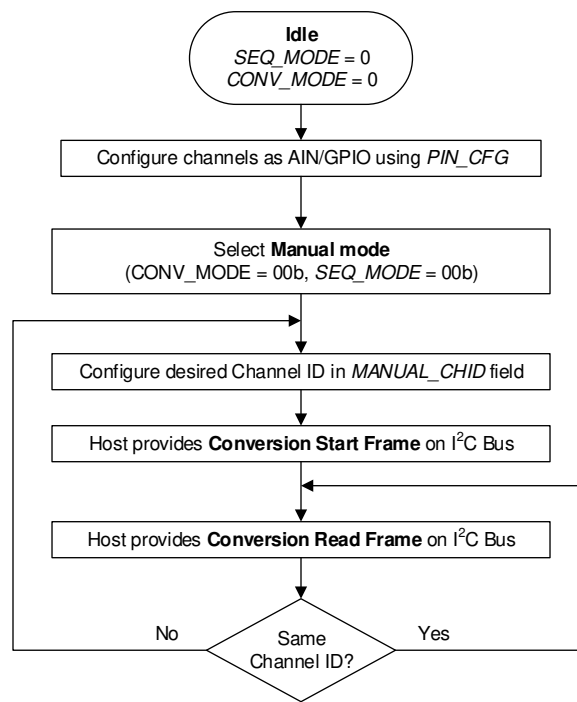 Idle
SEQ_MODE = 0
CONV_MODE = 0
Configure channels as AIN/GPIO using PIN_CFG
Select Manual mode
(CONV_MODE = 00b, SEQ_MODE = 00b)
Configure desired Channel ID in MANUAL_CHID field
Host provides Conversion Start Frame on I²C Bus
Host provides Conversion Read Frame on I²C Bus
No
Same
Channel ID?
Yes